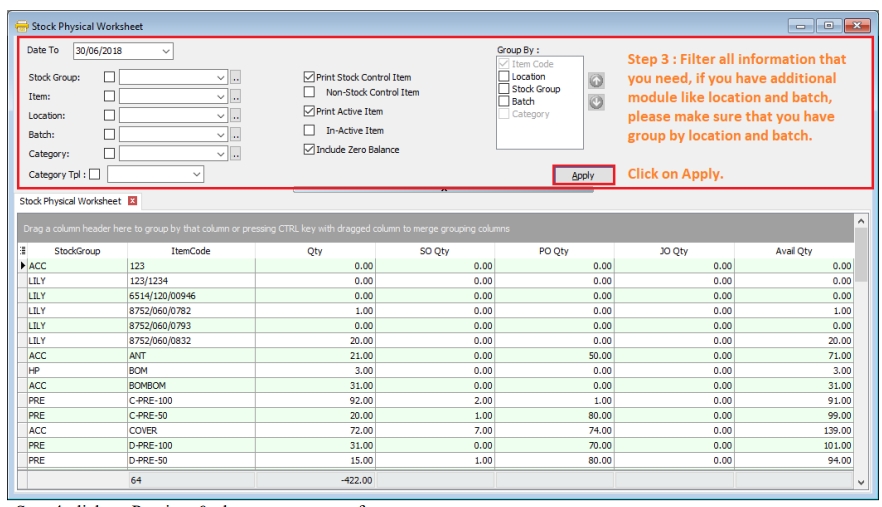 Stock Physical Worksheet
Date To 30/06/2018
Group By :
Item Code
Location
Stock Group
Batch
Category
Stock Group:
Item:
Location:
Batch:
Category:
Category Tpl :
Print Stock Control Item
Non-Stock Control Item
Print Active Item
In-Active Item
Include Zero Balance
Apply
Step 3 : Filter all information that
you need, if you have additional
module like location and batch,
please make sure that you have
group by location and batch.
Click on Apply.
Stock Physical Worksheet
Drag a column header here to group by that column or pressing CTRL key with dragged column to merge grouping columns
StockGroup ItemCode Qty SO Qty PO Qty JO Qty Avail Qty
ACC 123 0.00 0.00 0.00 0.00 0.00
LILY 123/1234 0.00 0.00 0.00 0.00 0.00
LILY 6514/120/00946 0.00 0.00 0.00 0.00 0.00
LILY 8752/060/0782 1.00 0.00 0.00 0.00 1.00
LILY 8752/060/0793 0.00 0.00 0.00 0.00 0.00
LILY 8752/060/0832 20.00 0.00 0.00 0.00 20.00
ACC ANT 21.00 0.00 50.00 0.00 71.00
HP BOM 3.00 0.00 0.00 0.00 3.00
ACC BOMBOM 31.00 0.00 0.00 0.00 31.00
PRE C-PRE-100 92.00 2.00 1.00 0.00 91.00
PRE C-PRE-50 20.00 1.00 80.00 0.00 99.00
ACC COVER 72.00 7.00 74.00 0.00 139.00
PRE D-PRE-100 31.00 0.00 70.00 0.00 101.00
PRE D-PRE-50 15.00 1.00 80.00 0.00 94.00
64 -422.00